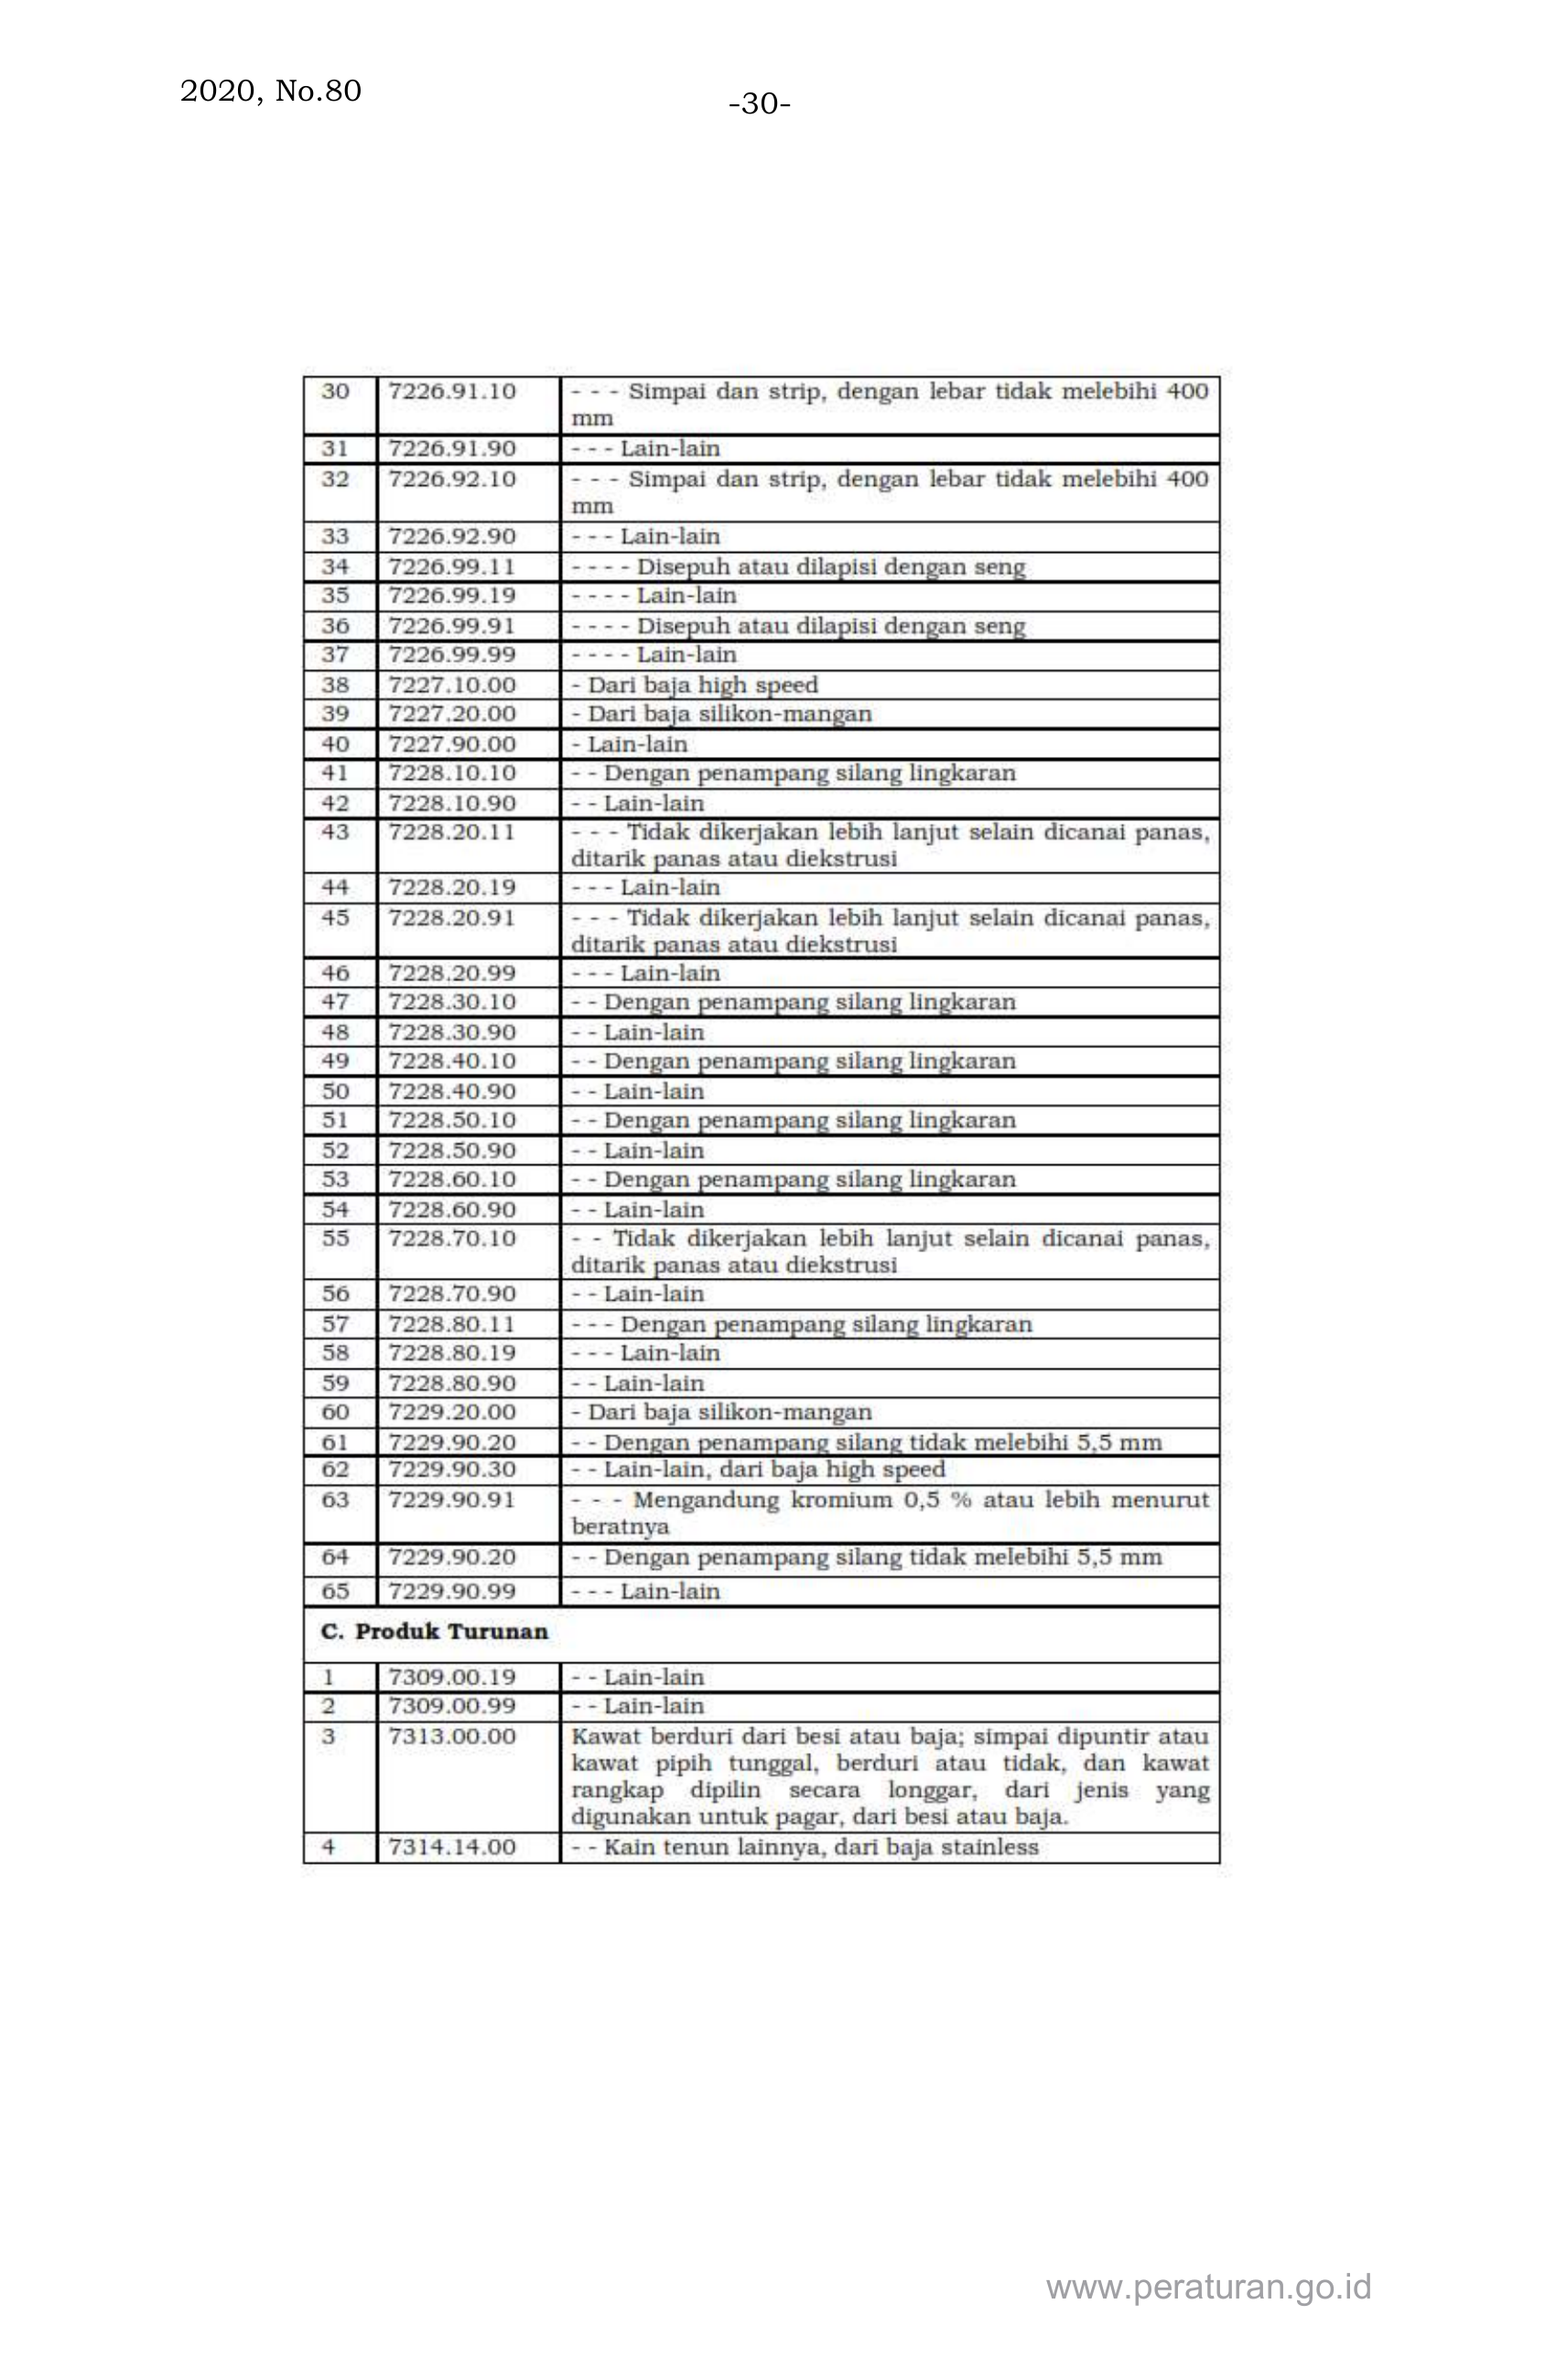 2020, No.80
-30-
30 7226.91.10 - - - Simpai dan strip, dengan lebar tidak melebihi 400
mm
31 7226.91.90 - - - Lain-lain
32 7226.92.10 - - - Simpai dan strip, dengan lebar tidak melebihi 400
mm
33 7226.92.90 - - - Lain-lain
34 7226.99.11 - - - - Disepuh atau dilapisi dengan seng
35 7226.99.19 - - - - Lain-lain
36 7226.99.91 - - - - Disepuh atau dilapisi dengan seng
37 7226.99.99 - - - - Lain-lain
38 7227.10.00 - Dari baja high speed
39 7227.20.00 - Dari baja silikon-mangan
40 7227.90.00 - Lain-lain
41 7228.10.10 - - Dengan penampang silang lingkaran
42 7228.10.90 - - Lain-lain
43 7228.20.11 - - - Tidak dikerjakan lebih lanjut selain dicanai panas,
ditarik panas atau diekstrusi
44 7228.20.19 - - - Lain-lain
45 7228.20.91 - - - Tidak dikerjakan lebih lanjut selain dicanai panas,
ditarik panas atau diekstrusi
46 7228.20.99 - - - Lain-lain
47 7228.30.10 - - Dengan penampang silang lingkaran
48 7228.30.90 - - Lain-lain
49 7228.40.10 - - Dengan penampang silang lingkaran
50 7228.40.90 - - Lain-lain
51 7228.50.10 - - Dengan penampang silang lingkaran
52 7228.50.90 - - Lain-lain
53 7228.60.10 - - Dengan penampang silang lingkaran
54 7228.60.90 - - Lain-lain
55 7228.70.10 - - Tidak dikerjakan lebih lanjut selain dicanai panas,
ditarik panas atau diekstrusi
56 7228.70.90 - - Lain-lain
57 7228.80.11 - - - Dengan penampang silang lingkaran
58 7228.80.19 - - - Lain-lain
59 7228.80.90 - - Lain-lain
60 7229.20.00 - Dari baja silikon-mangan
61 7229.90.20 - - Dengan penampang silang tidak melebihi 5,5 mm
62 7229.90.30 - - Lain-lain, dari baja high speed
63 7229.90.91 - - - Mengandung kromium 0,5 % atau lebih menurut
beratnya
64 7229.90.20 - - Dengan penampang silang tidak melebihi 5,5 mm
65 7229.90.99 - - - Lain-lain
C. Produk Turunan
1 7309.00.19 - - Lain-lain
2 7309.00.99 - - Lain-lain
3 7313.00.00 Kawat berduri dari besi atau baja; simpai dipuntir atau
kawat pipih tunggal, berduri atau tidak, dan kawat
rangkap dipilin secara longgar, dari jenis yang
digunakan untuk pagar, dari besi atau baja.
4 7314.14.00 - - Kain tenun lainnya, dari baja stainless
www.peraturan.go.id